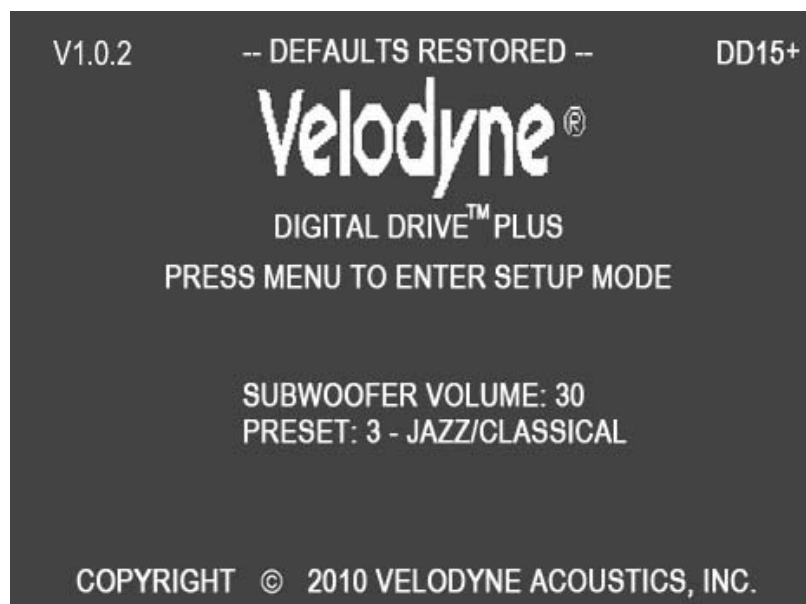 V1.0.2 -- DEFAULTS RESTORED -- DD15+
Velodyne®
DIGITAL DRIVE™ PLUS
PRESS MENU TO ENTER SETUP MODE
SUBWOOFER VOLUME: 30
PRESET: 3 - JAZZ/CLASSICAL
COPYRIGHT © 2010 VELODYNE ACOUSTICS, INC.